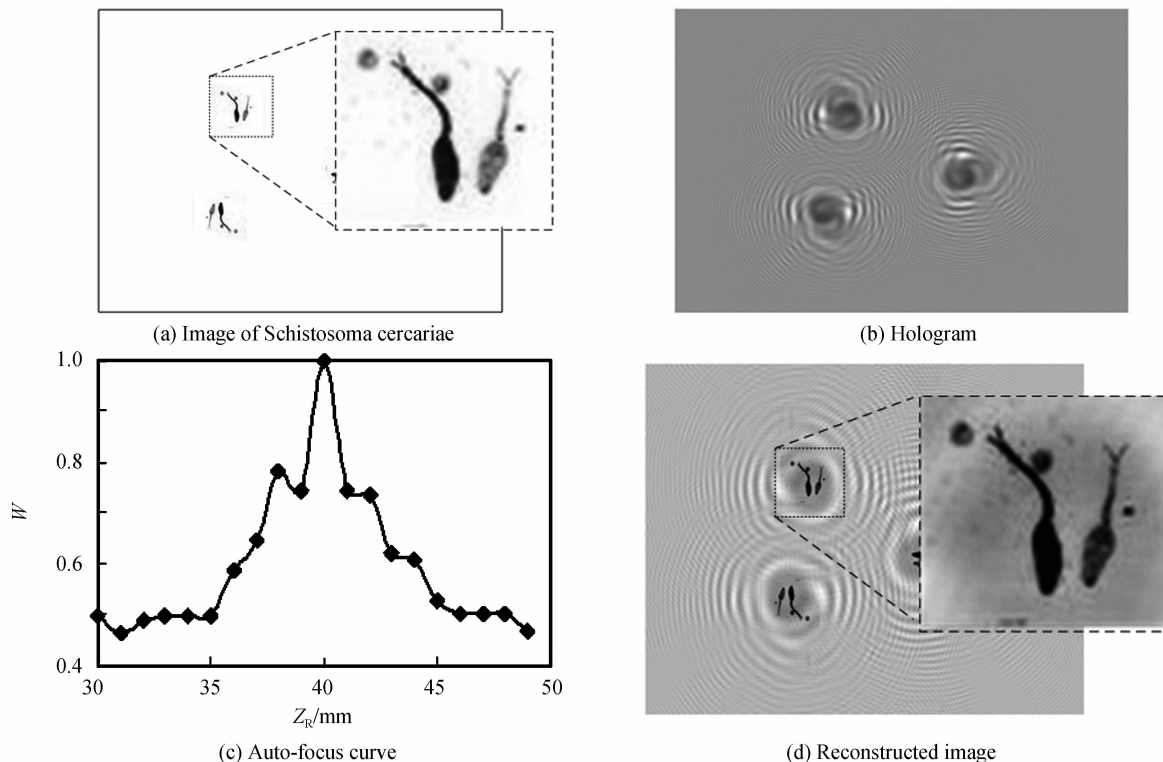 (a) Image of Schistosoma cercariae
(b) Hologram
1.0
0.8
0.6
0.4
W
30
35
40
45
50
Z_R/mm
(c) Auto-focus curve
(d) Reconstructed image